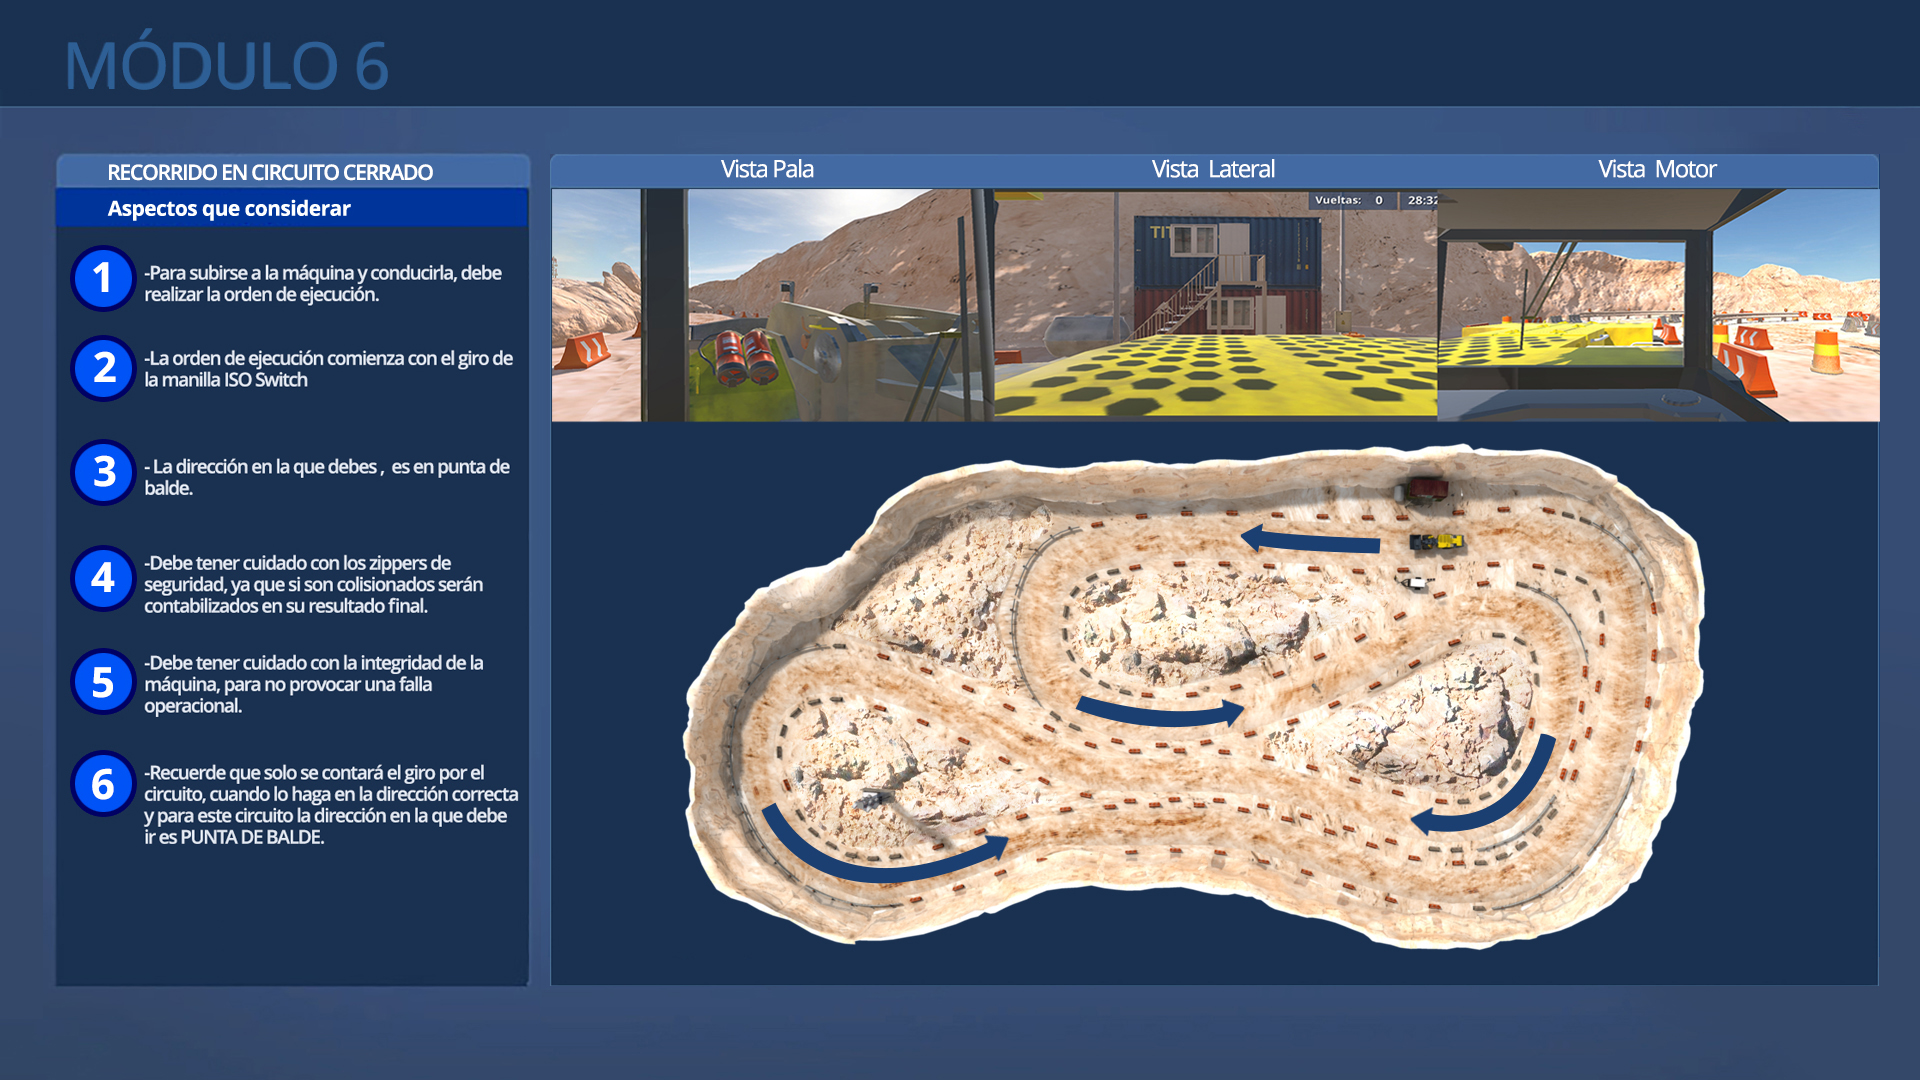 MÓDULO 6
RECORRIDO EN CIRCUITO CERRADO
Aspectos que considerar
1
-Para subirse a la máquina y conducirla, debe
realizar la orden de ejecución.
2
-La orden de ejecución comienza con el giro de
la manilla ISO Switch
3
- La dirección en la que debes , es en punta de
balde.
4
-Debe tener cuidado con los zippers de
seguridad, ya que si son colisionados serán
contabilizados en su resultado final.
5
-Debe tener cuidado con la integridad de la
máquina, para no provocar una falla
operacional.
6
-Recuerde que solo se contará el giro por el
circuito, cuando lo haga en la dirección correcta
y para este circuito la dirección en la que debe
ir es PUNTA DE BALDE.
Vista Pala
Vista Lateral
Vista Motor
Vueltas: 0 28:32
TI